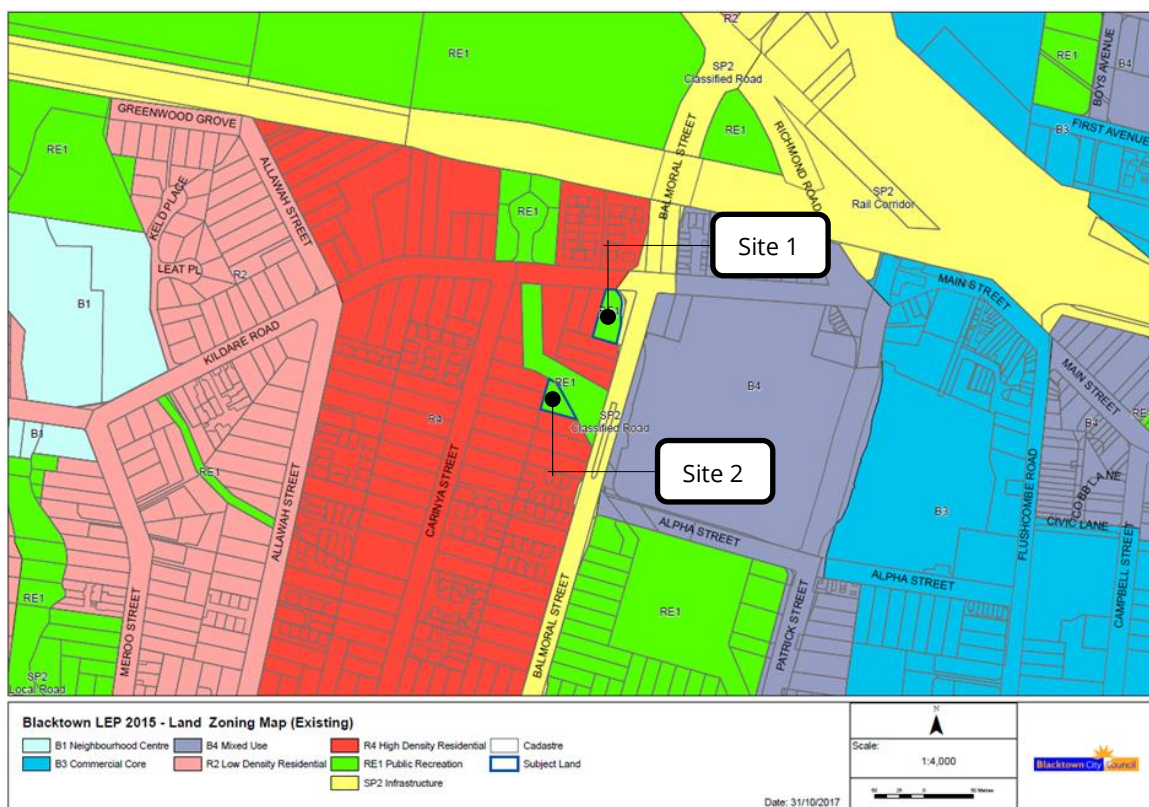 R2
RE1
RE1
BOYS AVENUE
B4
SP2
Classified Road
GREENWOOD GROVE
RE1
FIRST AVENUE
B3
RE1
ALLAWAH STREET
BALMORAL STREET
RICHMOND ROAD
KELD PLACE
RE1
SP2
Rail Corridor
Site 1
LEAT PL
R2
B1
MAIN STREET
KILDARE ROAD
MAIN STREET
RE1
B4
SP2
Classified Road
RE
B4
R4
B1
Site 2
RE1
CARINYA STREET
COBB LANE
ALLAWAH STREET
ALPHA STREET
B3
FLUSHCOMBE ROAD
CIVIC LANE
ALPHA STREET
CAMPBELL STREET
RE1
RE1
MEROO STREET
BALMORAL STREET
PATRICK STREET
SP2
Local Road
Blacktown LEP 2015 - Land Zoning Map (Existing)
B1 Neighbourhood Centre
B4 Mixed Use
R4 High Density Residential
Cadastre
B3 Commercial Core
R2 Low Density Residential
RE1 Public Recreation
Subject Land
SP2 Infrastructure
Date: 31/10/2017
N
Scale:
1:4,000
Metres
Blacktown City Council